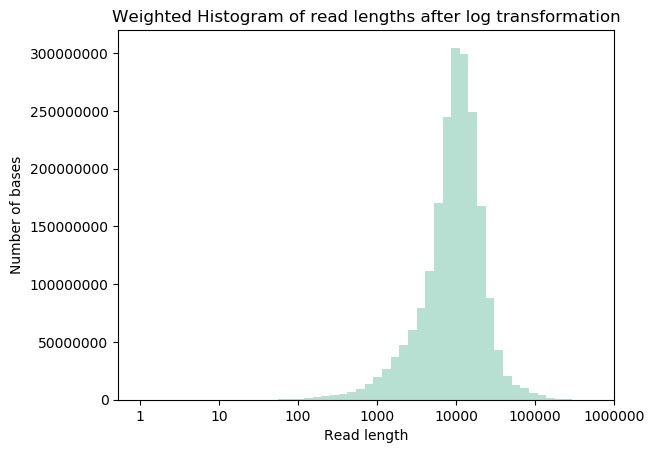 Weighted Histogram of read lengths after log transformation
300000000
250000000
200000000
150000000
100000000
50000000
0
Number of bases
1 10 100 1000 10000 100000 1000000
Read length